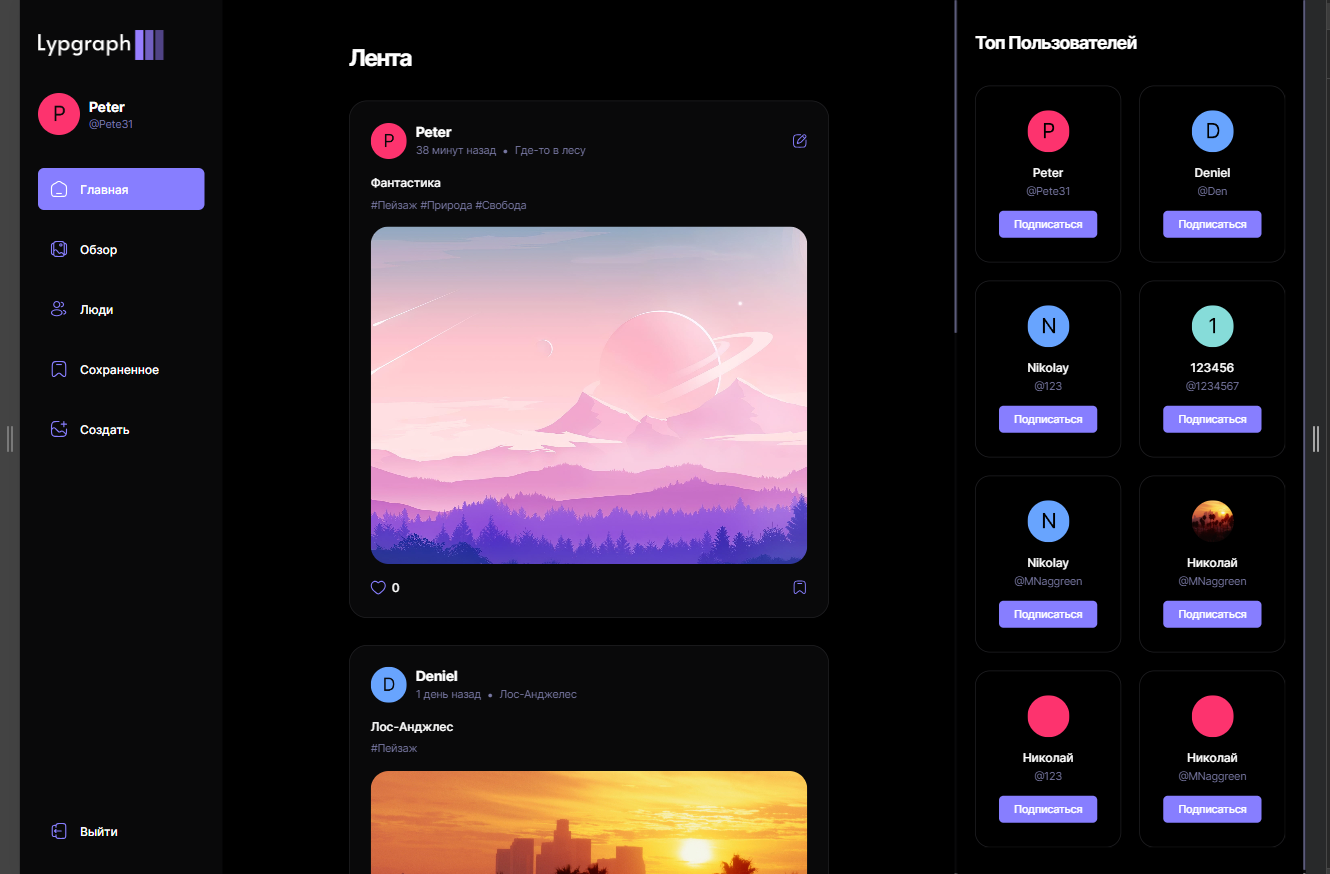 Lypgraph
P
Peter
@Pete31
Главная
Обзор
Люди
Сохраненное
Создать
Выйти
Лента
P
Peter
38 минут назад • Где-то в лесу
Фантастика
#Пейзаж #Природа #Свобода
0
D
Deniel
1 день назад • Лос-Анджелес
Лос-Анджлес
#Пейзаж
Топ Пользователей
P
Peter
@Pete31
Подписаться
D
Deniel
@Den
Подписаться
N
Nikolay
@123
Подписаться
1
123456
@1234567
Подписаться
N
Nikolay
@MNaggreen
Подписаться
Николай
@MNaggreen
Подписаться
Николай
@123
Подписаться
Николай
@MNaggreen
Подписаться